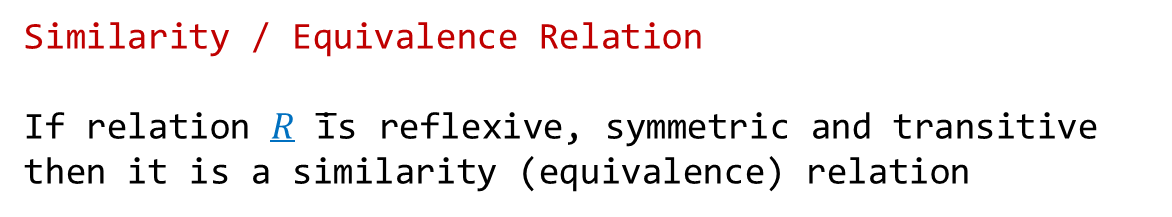 Similarity / Equivalence Relation
If relation R is reflexive, symmetric and transitive
then it is a similarity (equivalence) relation